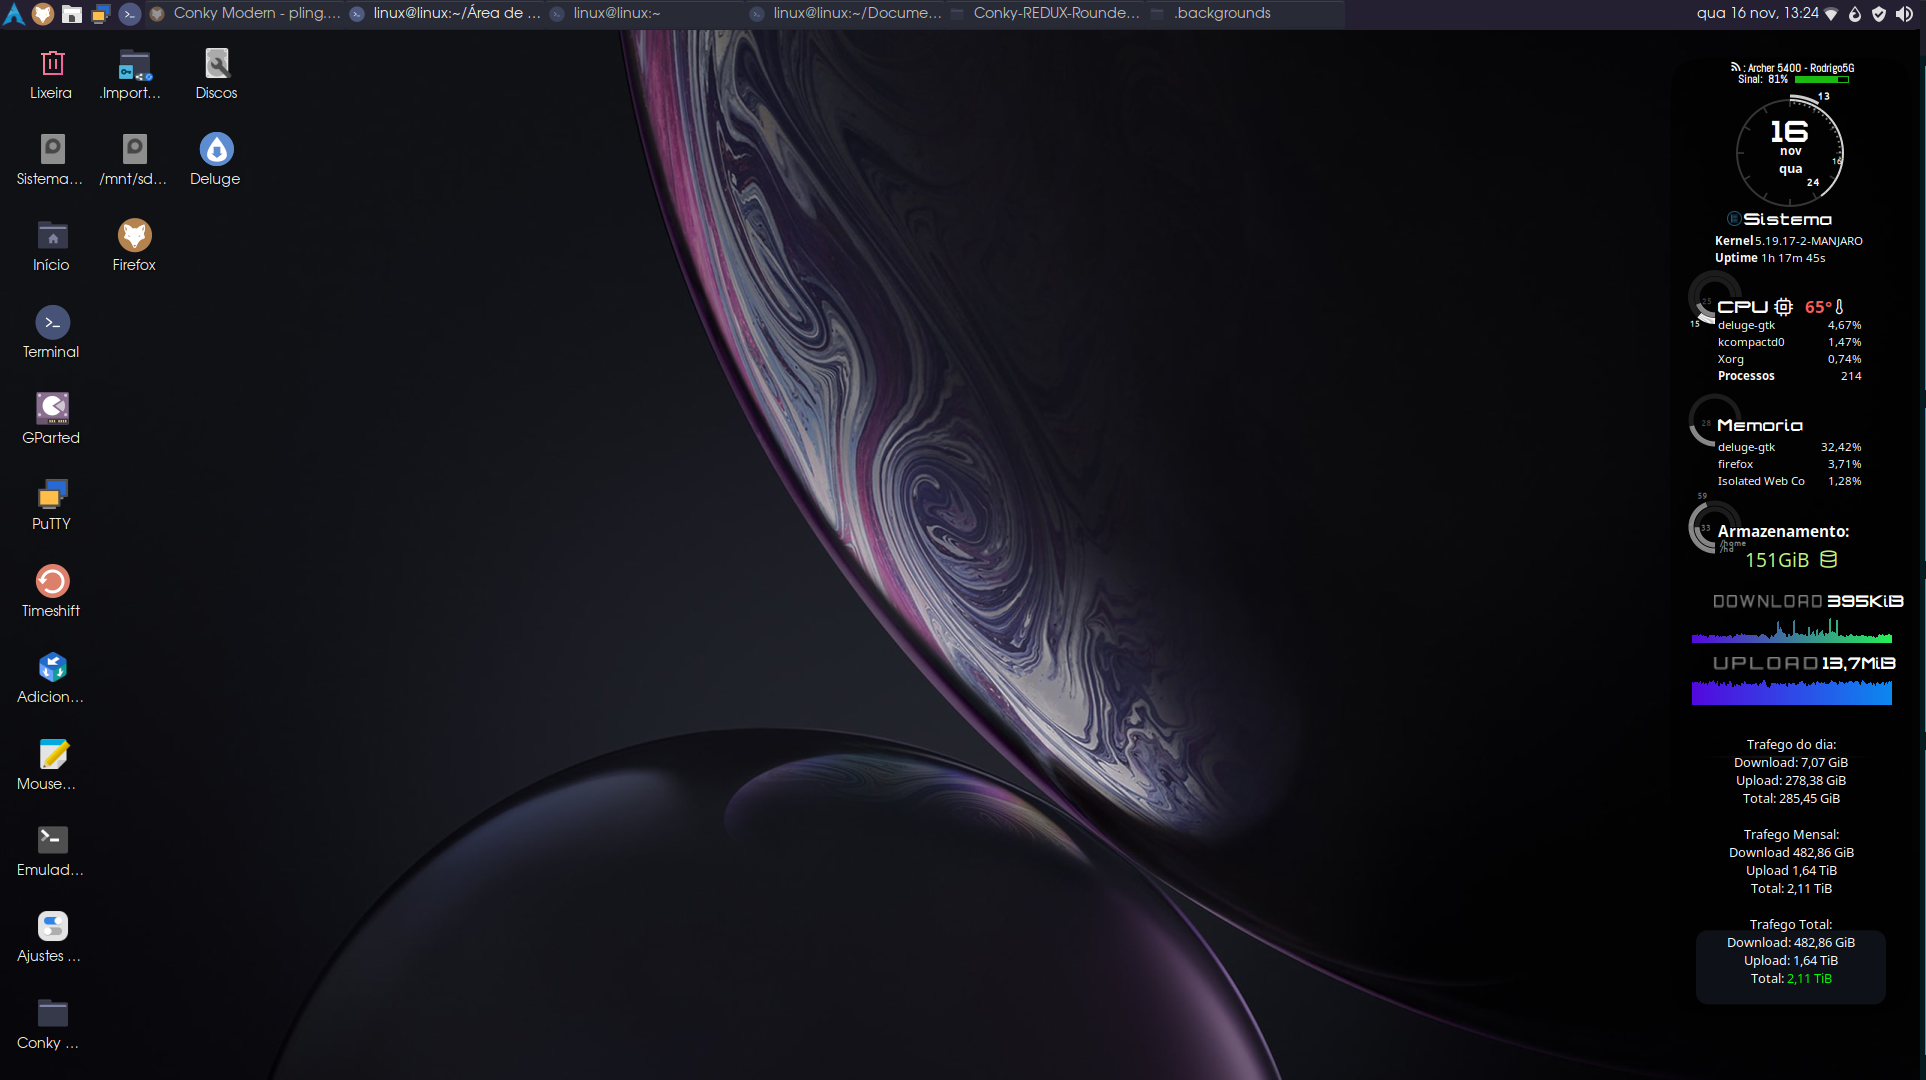 Conky Modern - pling....
linux@linux:~/Área de ...
linux@linux:~
linux@linux:~/Docume...
Conky-REDUX-Rounde...
.backgrounds
qua 16 nov, 13:24
Lixeira
.Import...
Discos
Sistema...
/mnt/sd...
Deluge
Início
Firefox
Terminal
GParted
PuTTY
Timeshift
Adicion...
Mouse...
Emulad...
Ajustes ...
Conky ...
: Archer 5400 - Rodrigo5G
Sinal: 81%
13
16
nov
qua
16
24
Sistema
Kernel 5.19.17-2-MANJARO
Uptime 1h 17m 45s
25
15
CPU 65°
deluge-gtk 4,67%
kcompactd0 1,47%
Xorg 0,74%
Processos 214
28
Memoria
deluge-gtk 32,42%
firefox 3,71%
Isolated Web Co 1,28%
59
33
Armazenamento:
/home
/hd
151GiB
DOWNLOAD 395KiB
UPLOAD 13,7MiB
Trafego do dia:
Download: 7,07 GiB
Upload: 278,38 GiB
Total: 285,45 GiB
Trafego Mensal:
Download 482,86 GiB
Upload 1,64 TiB
Total: 2,11 TiB
Trafego Total:
Download: 482,86 GiB
Upload: 1,64 TiB
Total: 2,11 TiB